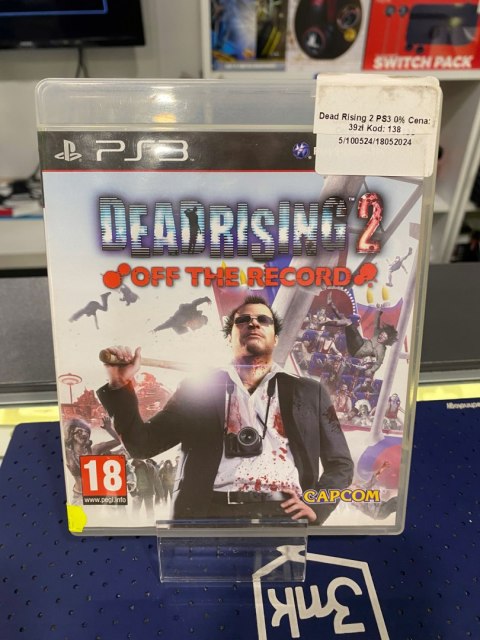 SWITCH PACK
Dead Rising 2 PS3 0% Cena:
39zł Kod: 138
5/100524/18052024
PS3
DEADRISING 2
OFF THE RECORD
18
www.pegi.info
CAPCOM
3mk